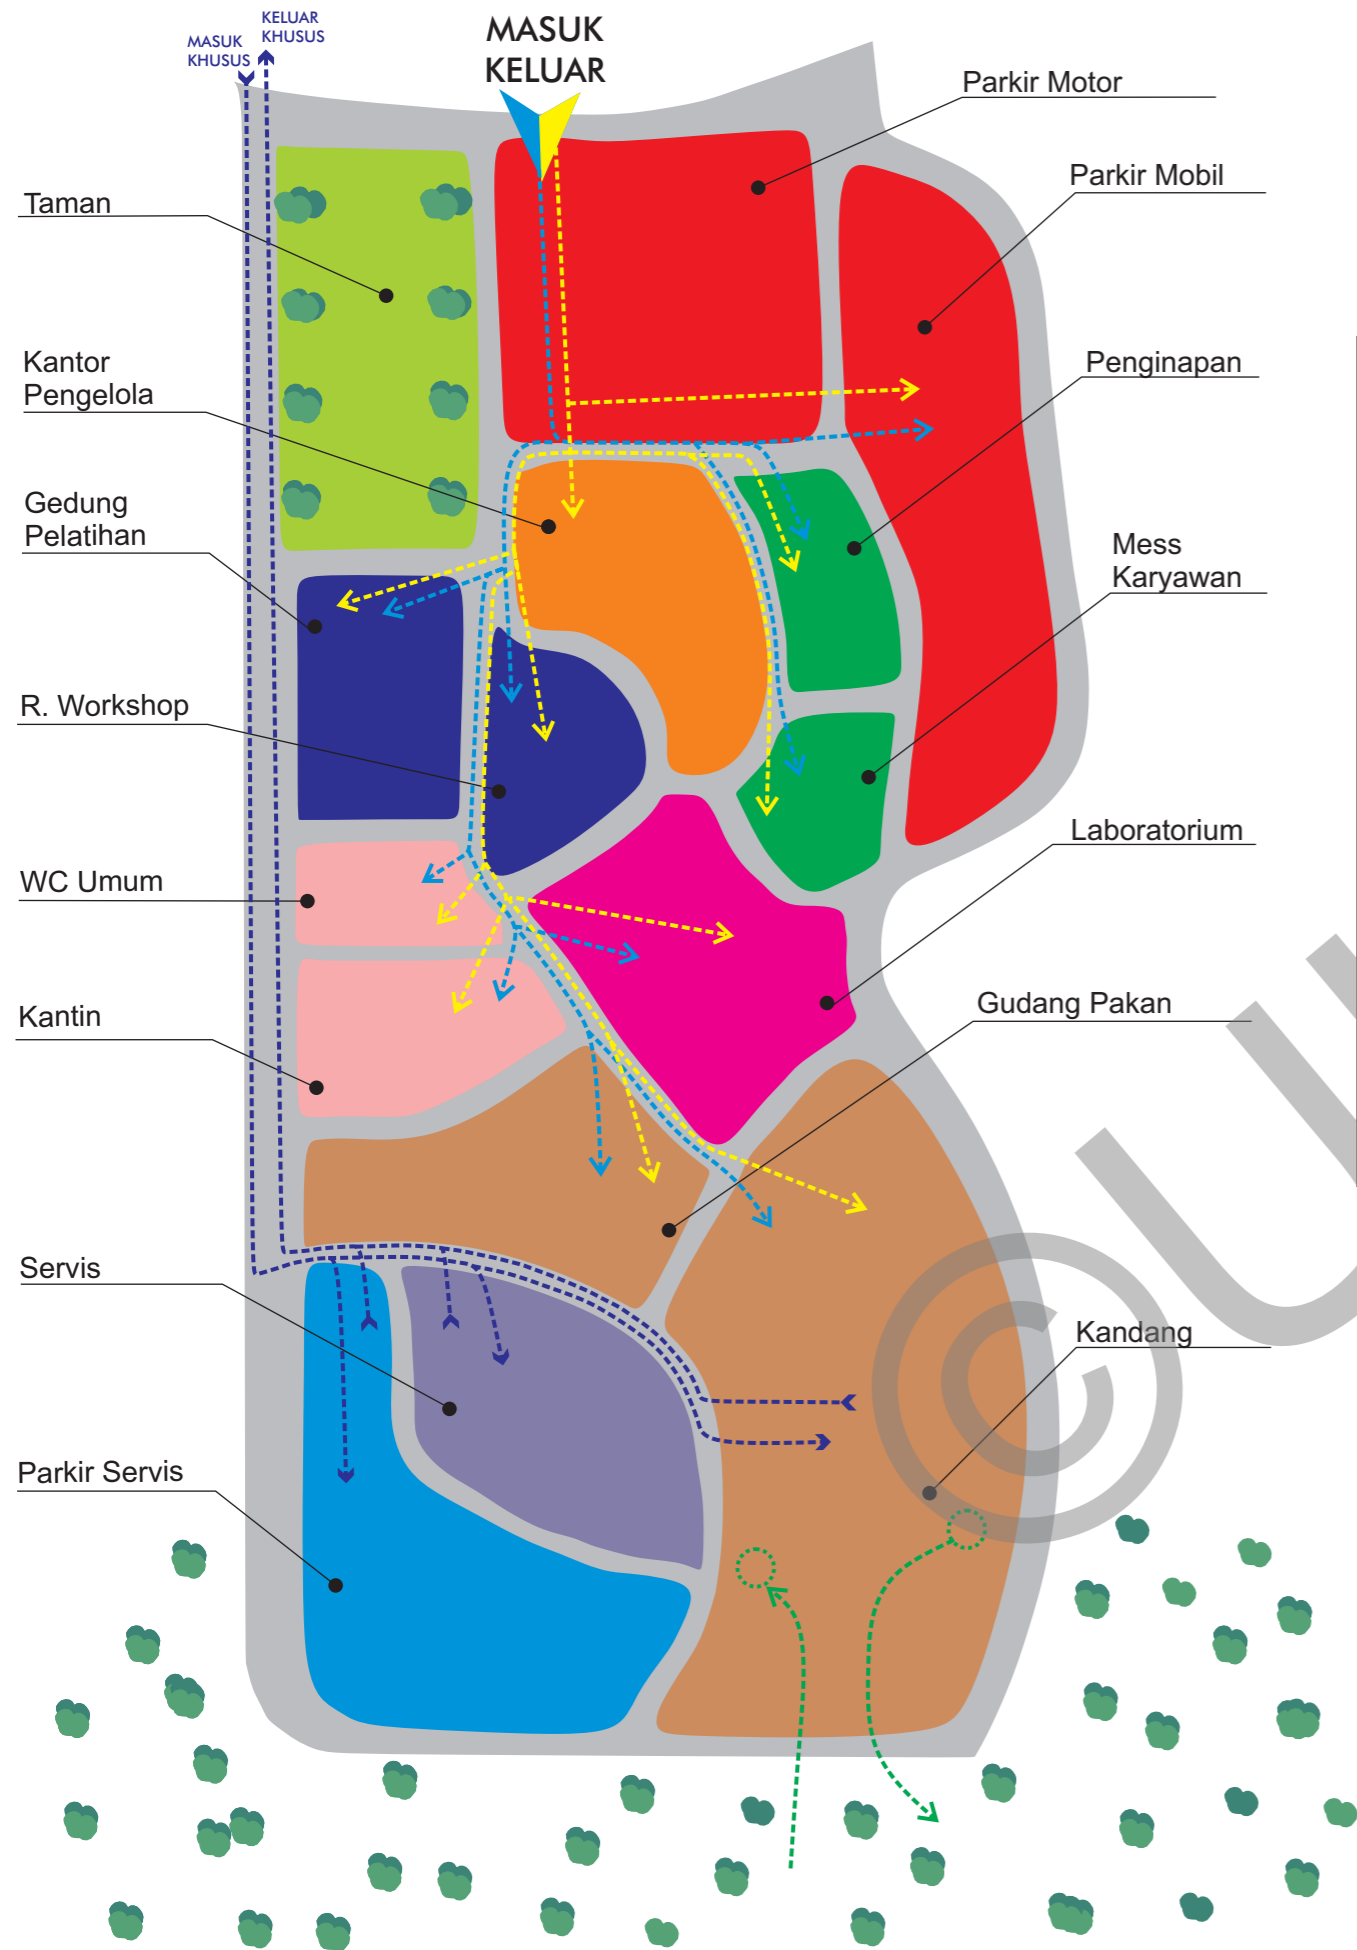 MASUK
KHUSUS
KELUAR
KHUSUS
MASUK
KELUAR
Parkir Motor
Parkir Mobil
Taman
Kantor
Pengelola
Penginapan
Gedung
Pelatihan
Mess
Karyawan
R. Workshop
Laboratorium
WC Umum
Gudang Pakan
Kantin
Servis
Kandang
Parkir Servis
© U